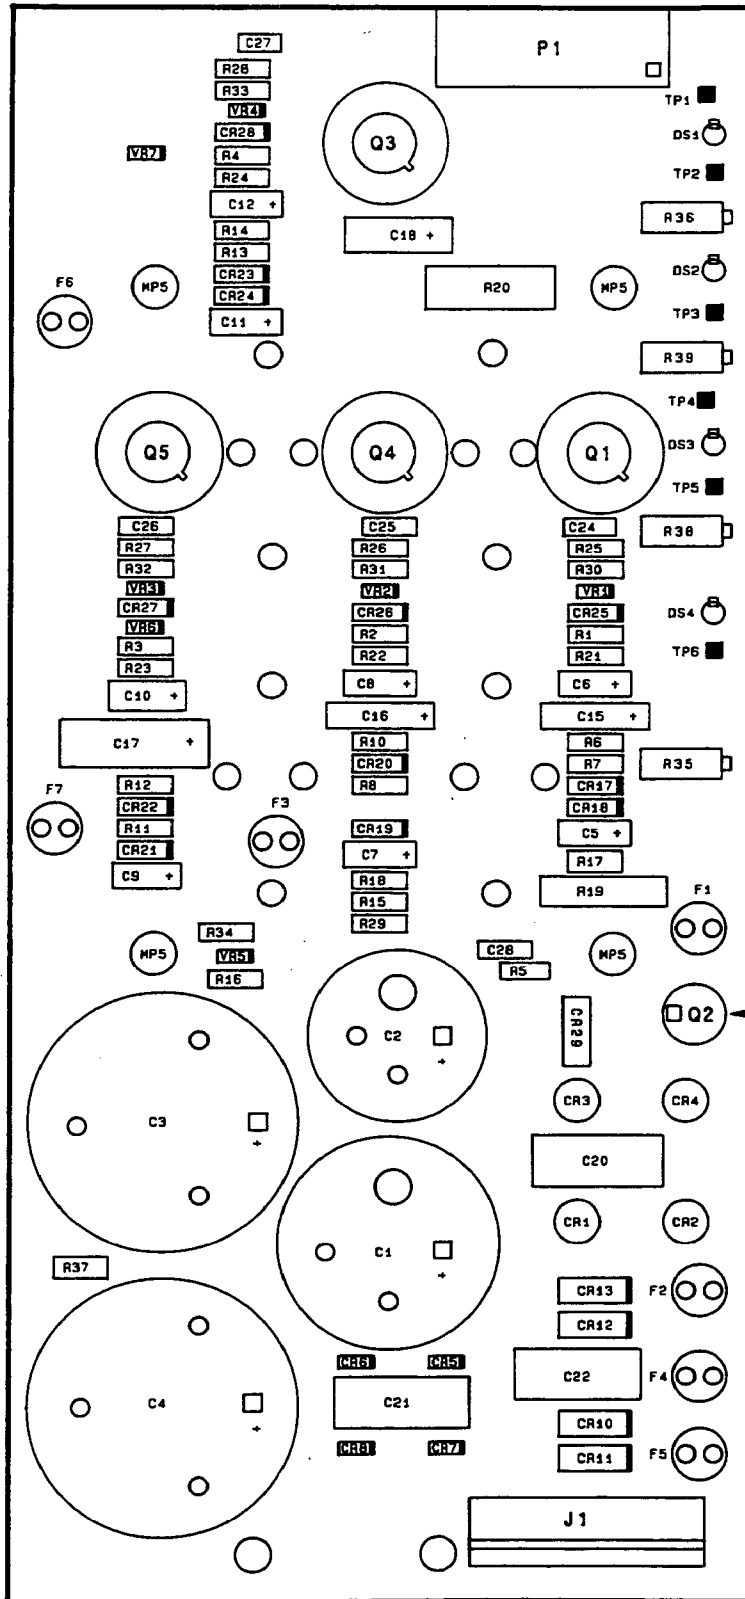 C27
P1
R28
R33
TP1
VR4
CR28
DS1
Q3
VR7
R4
R24
TP2
C12 +
R36
R14
C18 +
R13
CR23
DS2
F6
MP5
R20
MP5
CR24
TP3
C11 +
R39
TP4
Q5
Q4
Q1
DS3
TP5
C26
C25
C24
R38
R27
R26
R25
R32
R31
R30
VR3
VR2
VR1
CR27
CR26
CR25
DS4
VR6
R2
R1
R3
R22
R21
TP6
R23
C10 +
C8 +
C6 +
C16 +
C15 +
C17 +
R10
R6
CR20
R7
R35
R12
R8
CR17
F7
F3
CR22
CR18
R11
CR19
C5 +
CR21
C7 +
R17
C9 +
R18
R19
F1
R15
R29
R34
MP5
VR5
C28
MP5
R5
R16
Q2
C2
CR29
+
CR3
CR4
C3
+
C20
CR1
CR2
C1
R37
+
CR13
F2
CR12
CR6
CR5
C22
F4
C4
C21
+
CR10
CR8
CR7
CR11
F5
J1